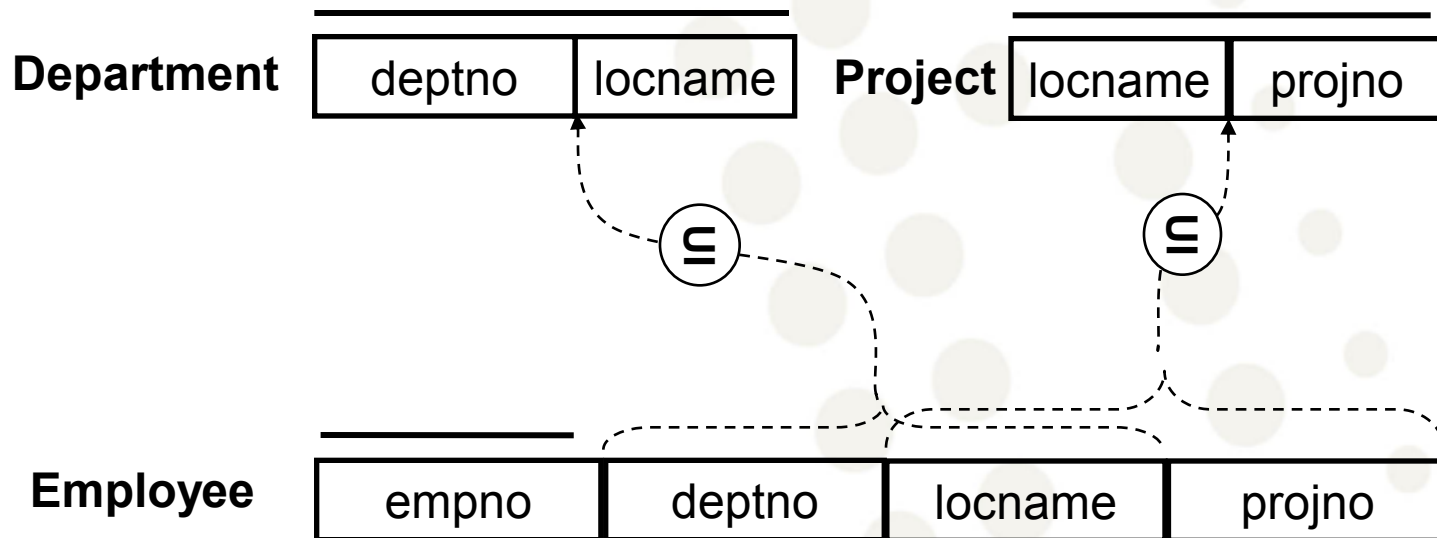 Department deptno locname Project locname projno
⊆ ⊆
Employee empno deptno locname projno